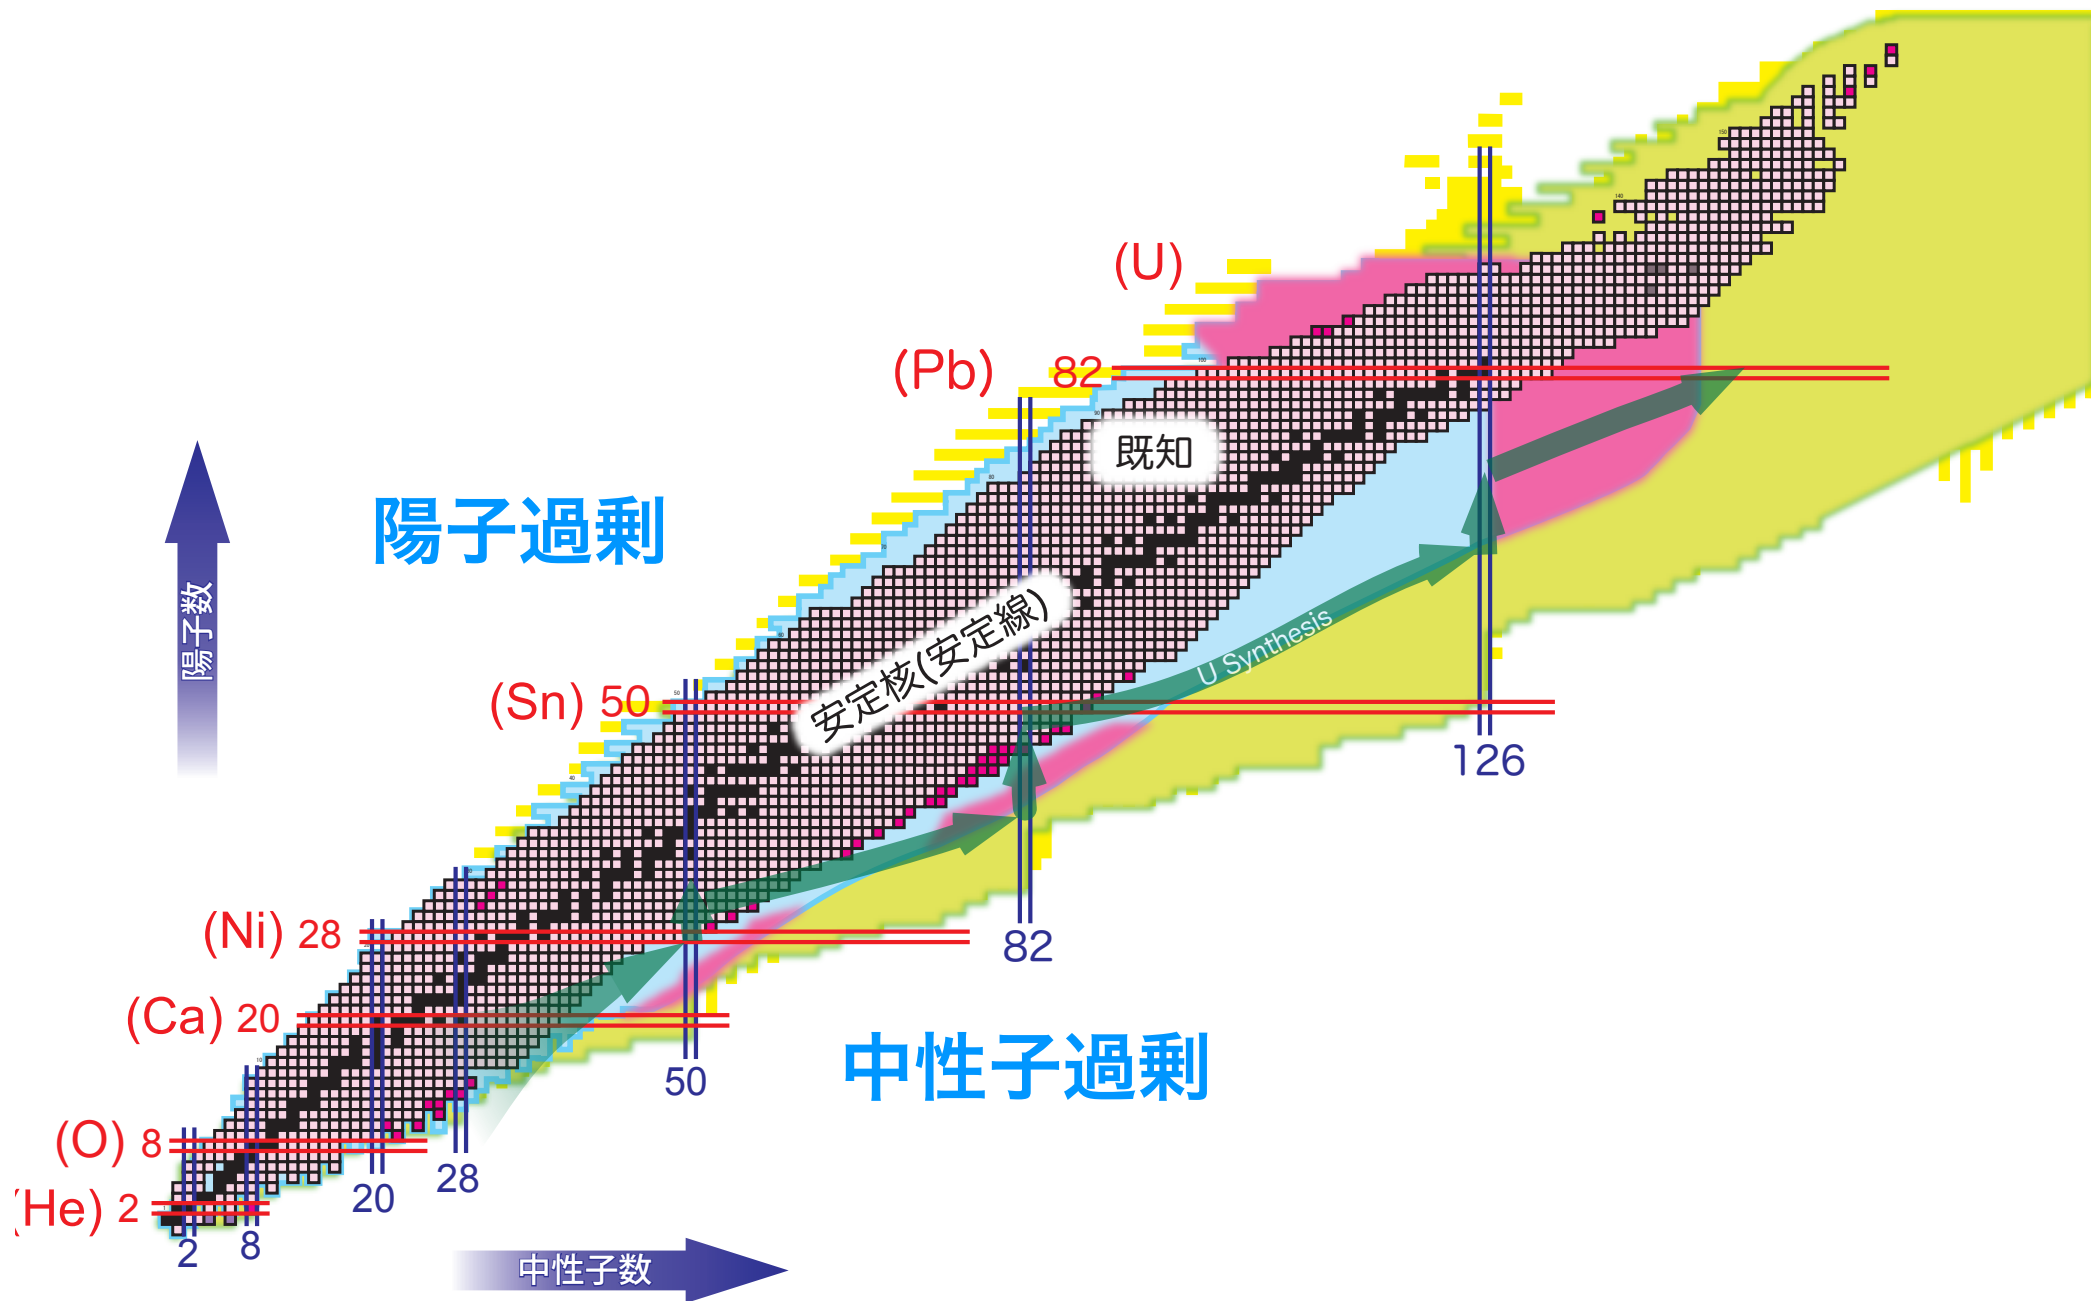 (U)
(Pb) 82
既知
陽子過剰
陽子数
安定核(安定線)
U Synthesis
(Sn) 50
126
(Ni) 28
82
(Ca) 20
中性子過剰
50
(O) 8
28
20
(He) 2
2
8
中性子数